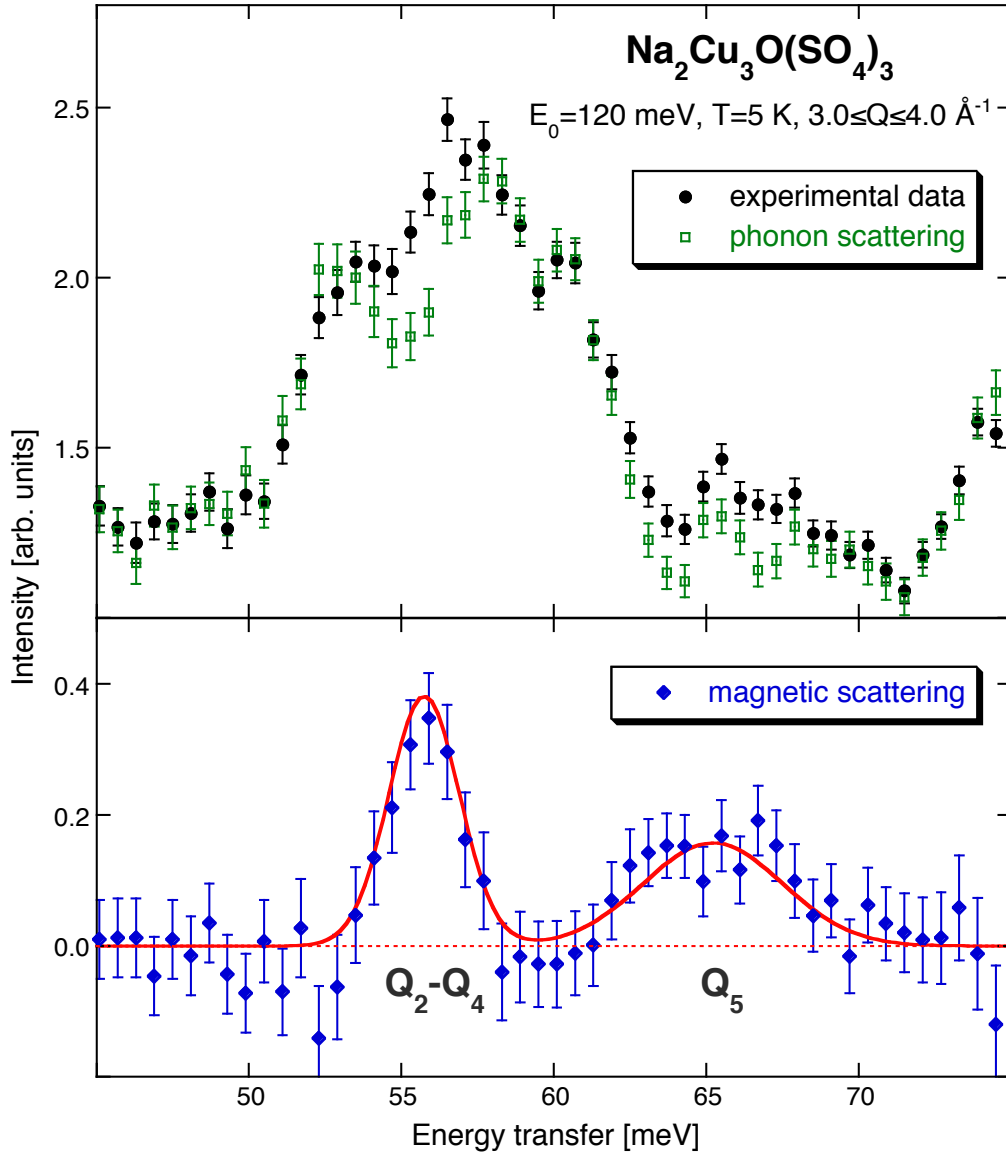 Na₂Cu₃O(SO₄)₃
E₀=120 meV, T=5 K, 3.0≤Q≤4.0 Å⁻¹
experimental data
phonon scattering
2.5
2.0
1.5
Intensity [arb. units]
magnetic scattering
0.4
0.2
0.0
Q₂-Q₄
Q₅
50
55
60
65
70
Energy transfer [meV]